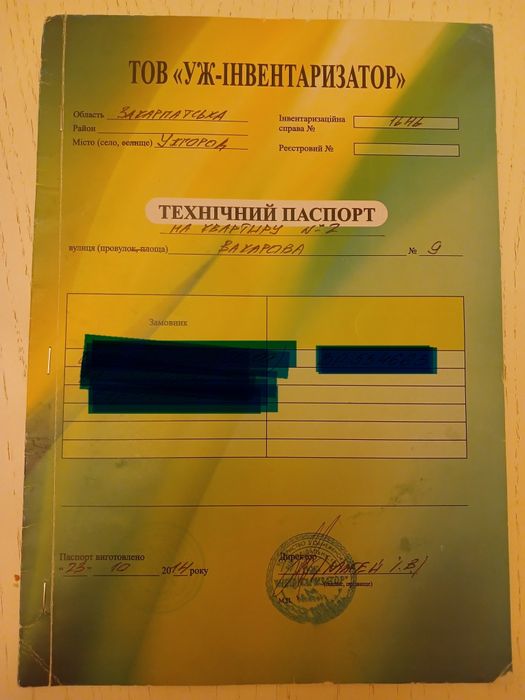 ТОВ «УЖ-ІНВЕНТАРИЗАТОР»
Область ЗАКАРПАТСЬКА
Район
Місто (село, селище) УЖГОРОД
Інвентаризаційна
справа № 1646
Реєстровий №
ТЕХНІЧНИЙ ПАСПОРТ
НА КВАРТИРУ №2
вулиця (провулок, площа) ЗАХАРОВА № 9
Замовник
Паспорт виготовлено
"23" 10 2014 року
Директор
М.П.